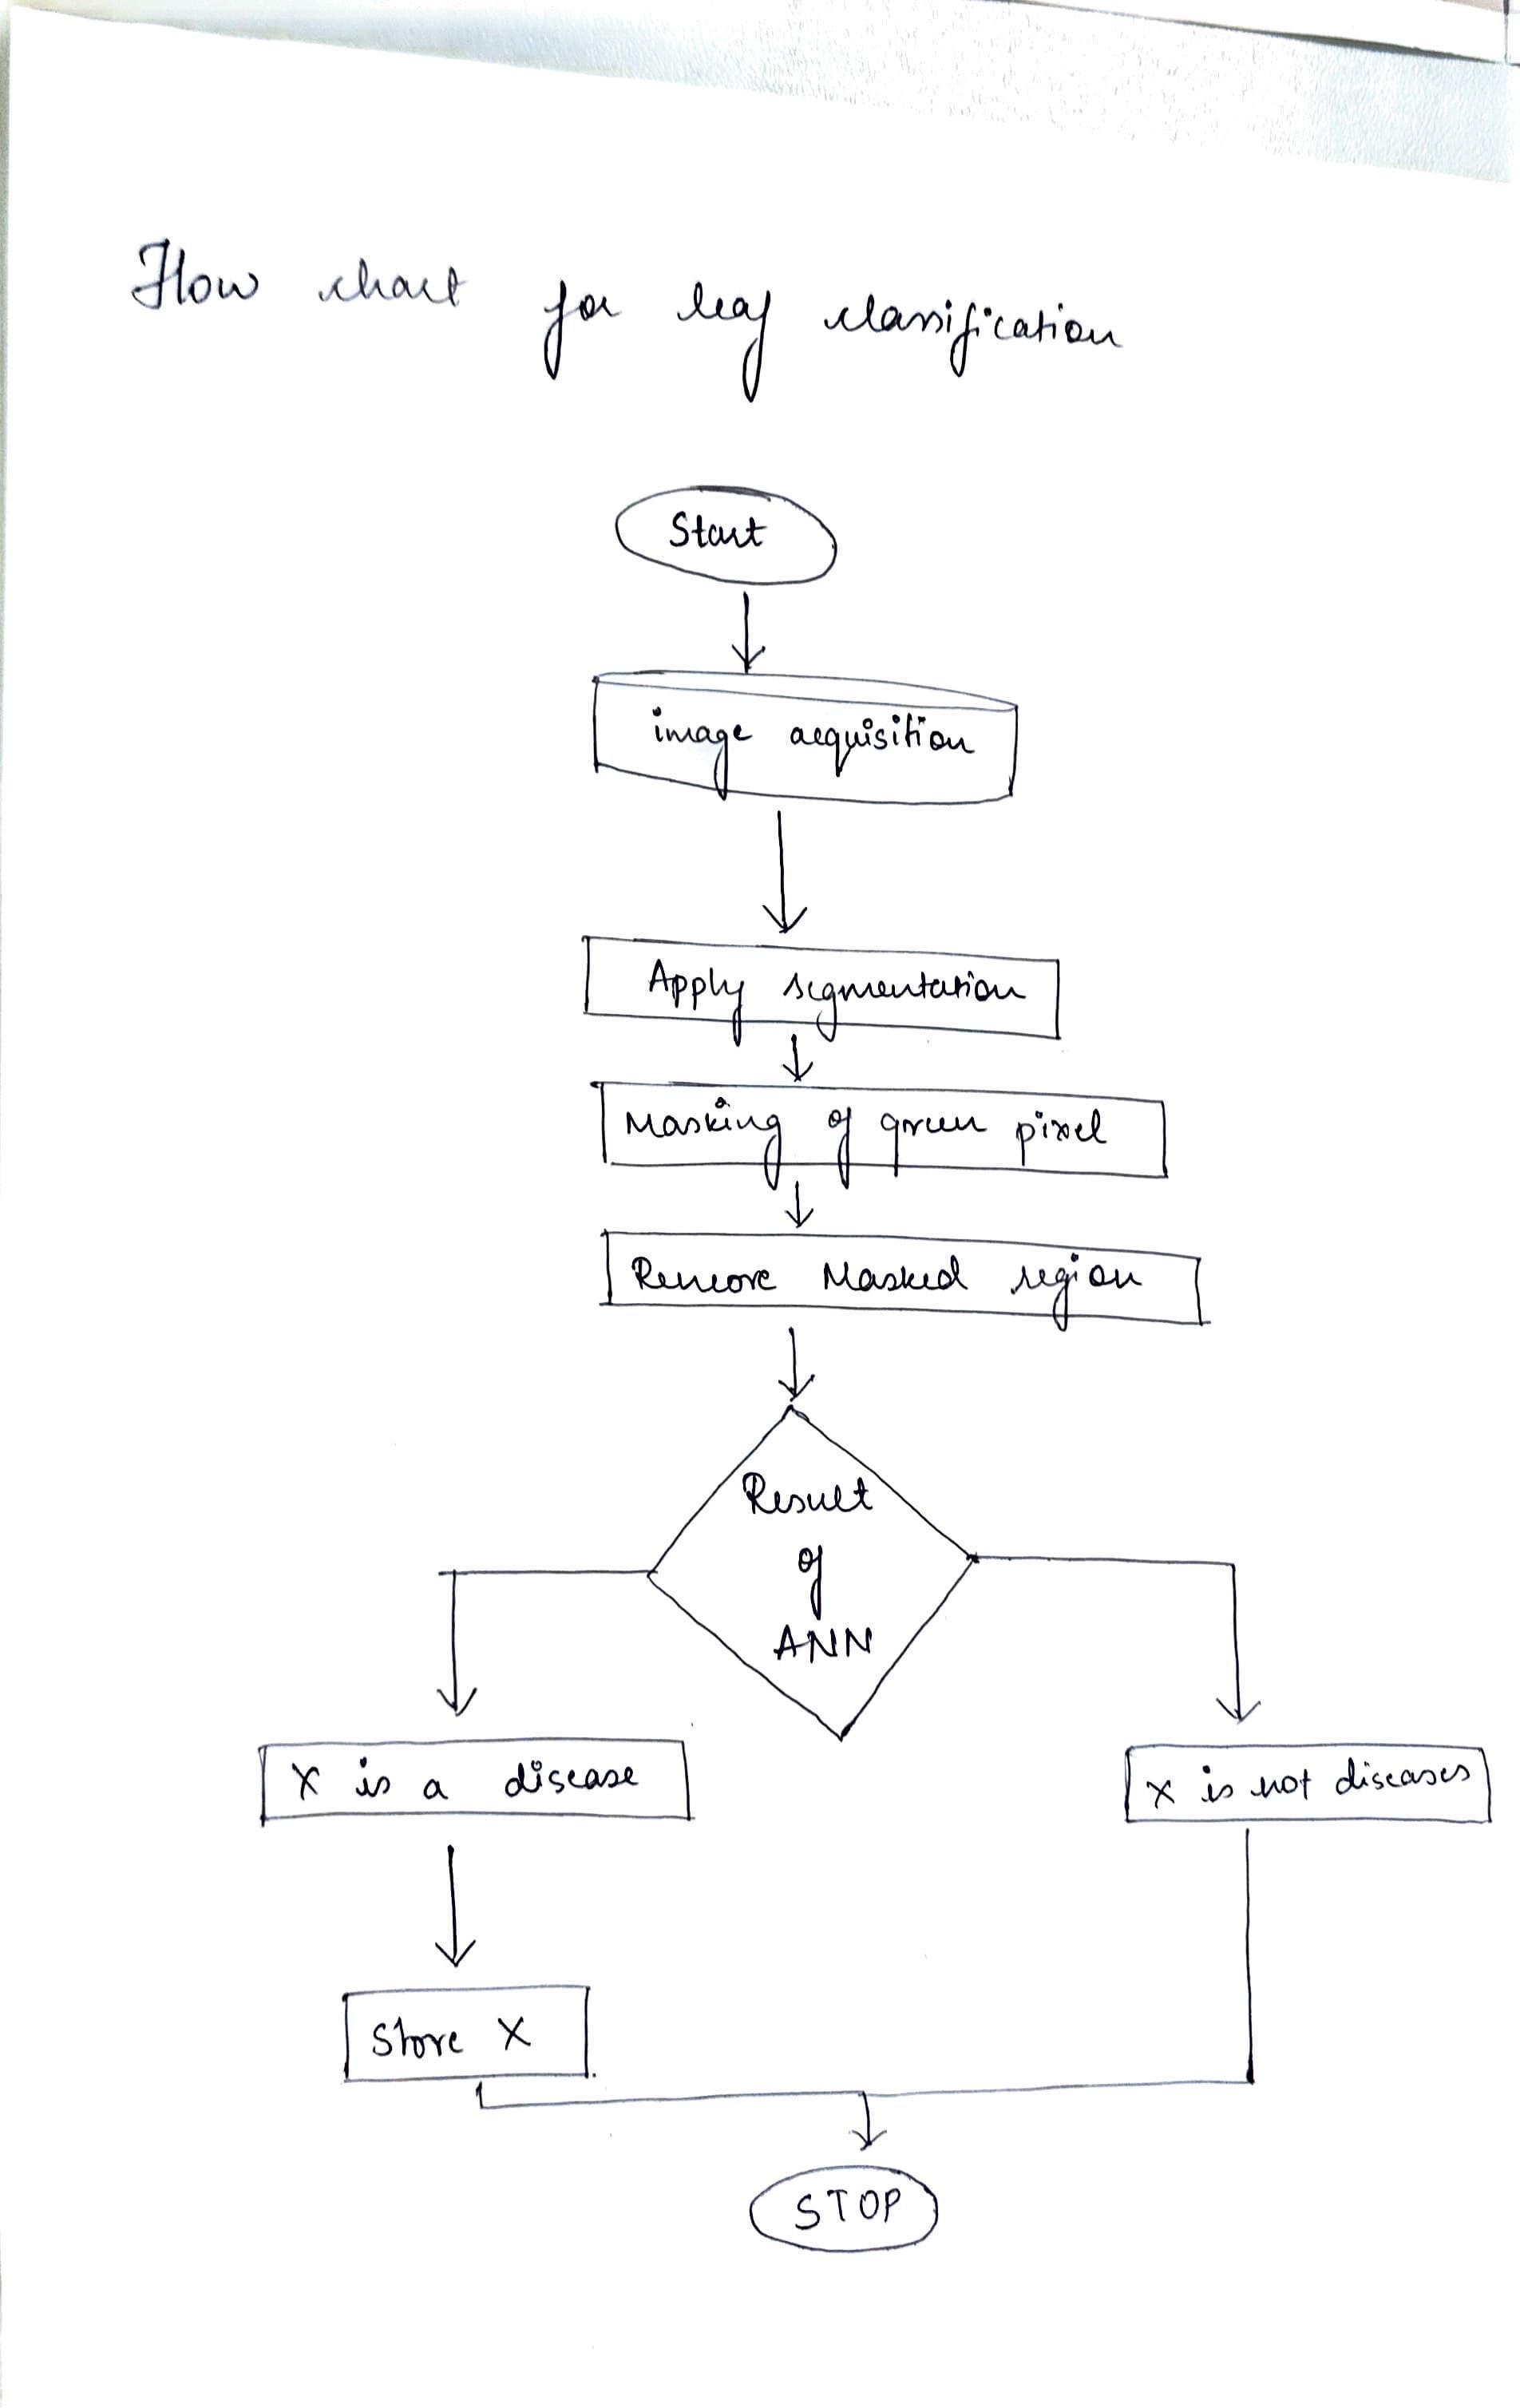 Flow chart for leaf classification
Start
image acquisition
Apply segmentation
Masking of green pixel
Remove Masked region
Result
of
ANN
X is a disease
X is not diseases
Store X
STOP